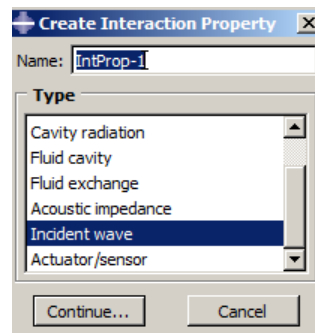 Create Interaction Property
Name: IntProp-1
Type
Cavity radiation
Fluid cavity
Fluid exchange
Acoustic impedance
Incident wave
Actuator/sensor
Continue... Cancel